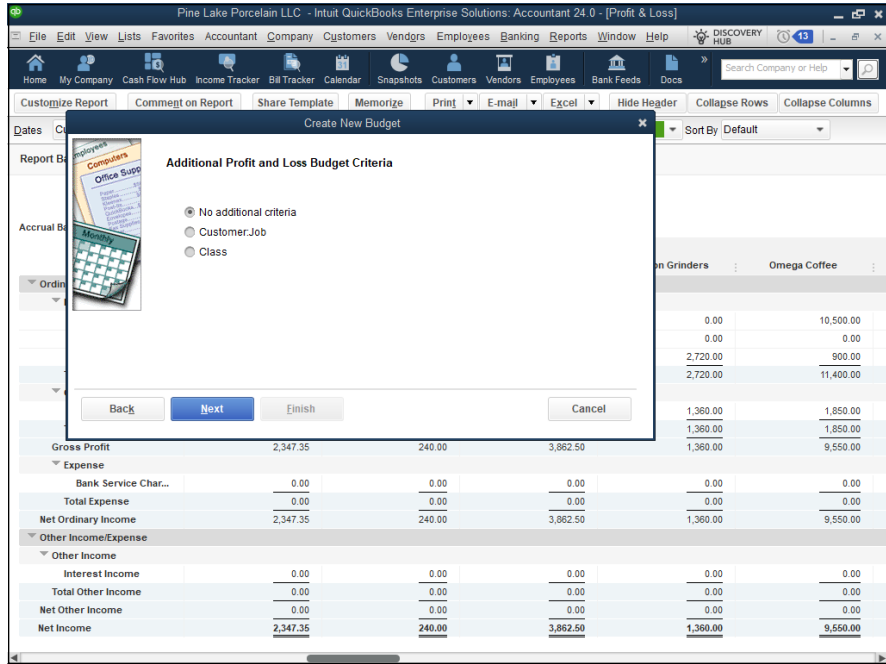 Pine Lake Porcelain LLC - Intuit QuickBooks Enterprise Solutions: Accountant 24.0 - [Profit & Loss]
File Edit View Lists Favorites Accountant Company Customers Vendors Employees Banking Reports Window Help DISCOVERY HUB 13
Home My Company Cash Flow Hub Income Tracker Bill Tracker Calendar Snapshots Customers Vendors Employees Bank Feeds Docs » Search Company or Help
Customize Report Comment on Report Share Template Memorize Print E-mail Excel Hide Header Collapse Rows Collapse Columns
Dates Cu Create New Budget Sort By Default
Report Ba
Employees
Computers
Office Supp
Monthly
Additional Profit and Loss Budget Criteria
No additional criteria
Customer:Job
Class
Back Next Finish Cancel
Accrual Ba
on Grinders Omega Coffee
Ordin
0.00 10,500.00
0.00 0.00
2,720.00 900.00
2,720.00 11,400.00
1,360.00 1,850.00
1,360.00 1,850.00
Gross Profit 2,347.35 240.00 3,862.50 1,360.00 9,550.00
Expense
Bank Service Char... 0.00 0.00 0.00 0.00 0.00
Total Expense 0.00 0.00 0.00 0.00 0.00
Net Ordinary Income 2,347.35 240.00 3,862.50 1,360.00 9,550.00
Other Income/Expense
Other Income
Interest Income 0.00 0.00 0.00 0.00 0.00
Total Other Income 0.00 0.00 0.00 0.00 0.00
Net Other Income 0.00 0.00 0.00 0.00 0.00
Net Income 2,347.35 240.00 3,862.50 1,360.00 9,550.00